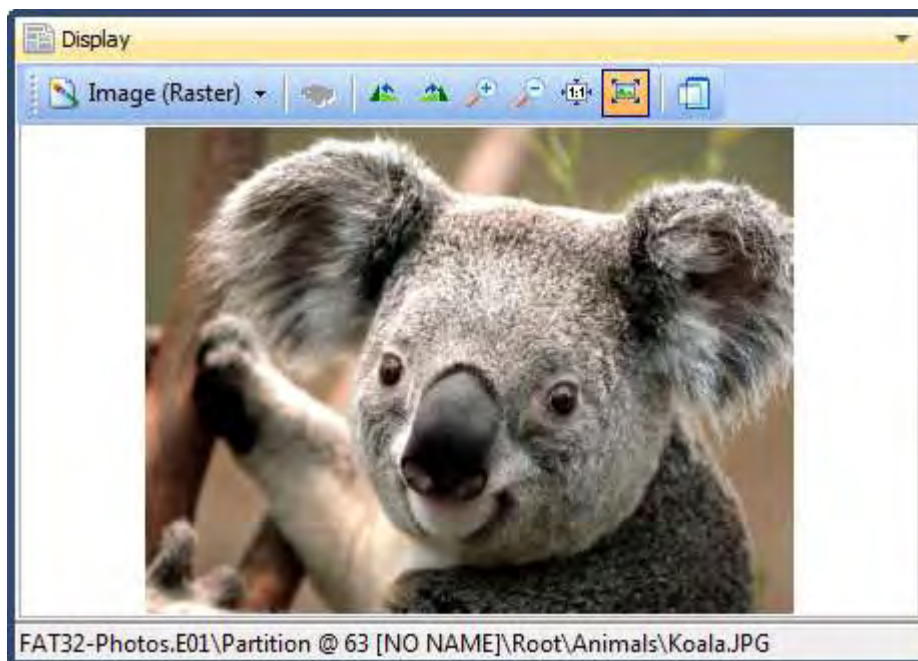 Display
Image (Raster)
1:1
FAT32-Photos.E01\Partition @ 63 [NO NAME]\Root\Animals\Koala.JPG